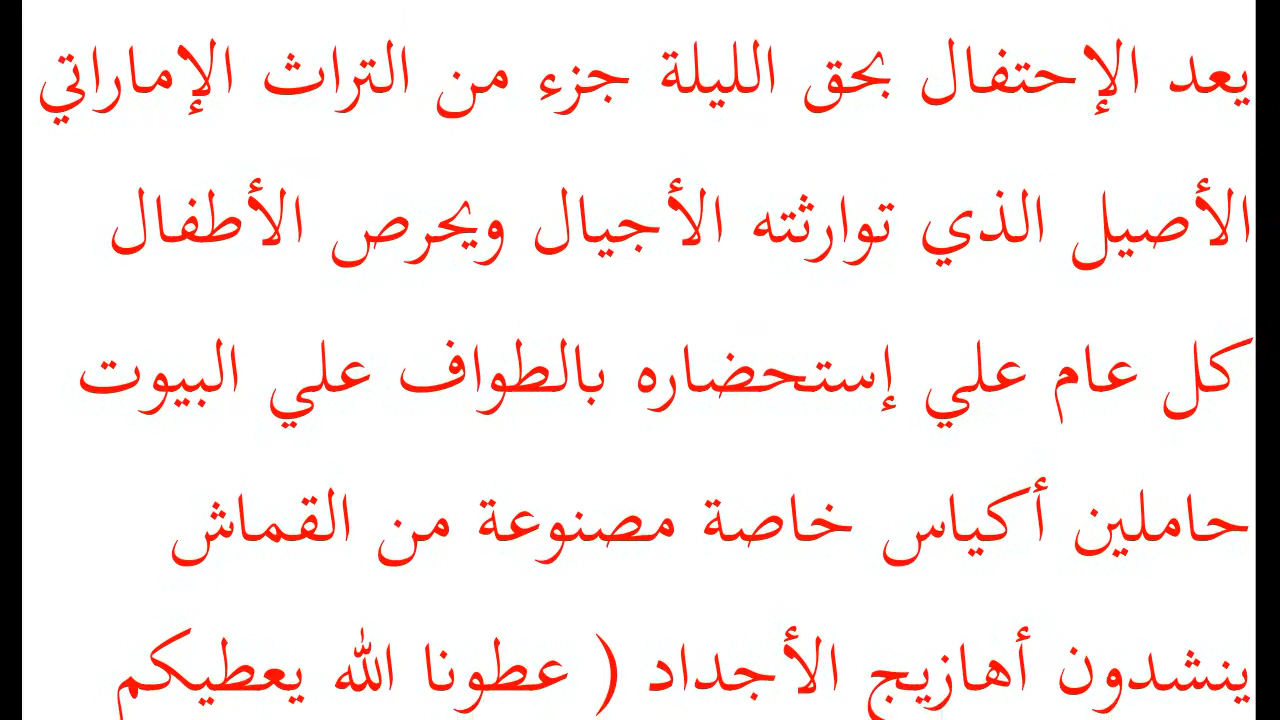 يعد الإحتفال بحق الليلة جزء من التراث الإماراتي
الأصيل الذي توارثته الأجيال ويحرص الأطفال
كل عام علي إستحضاره بالطواف علي البيوت
حاملين أكياس خاصة مصنوعة من القماش
ينشدون أهازيج الأجداد ( عطونا الله يعطيكم